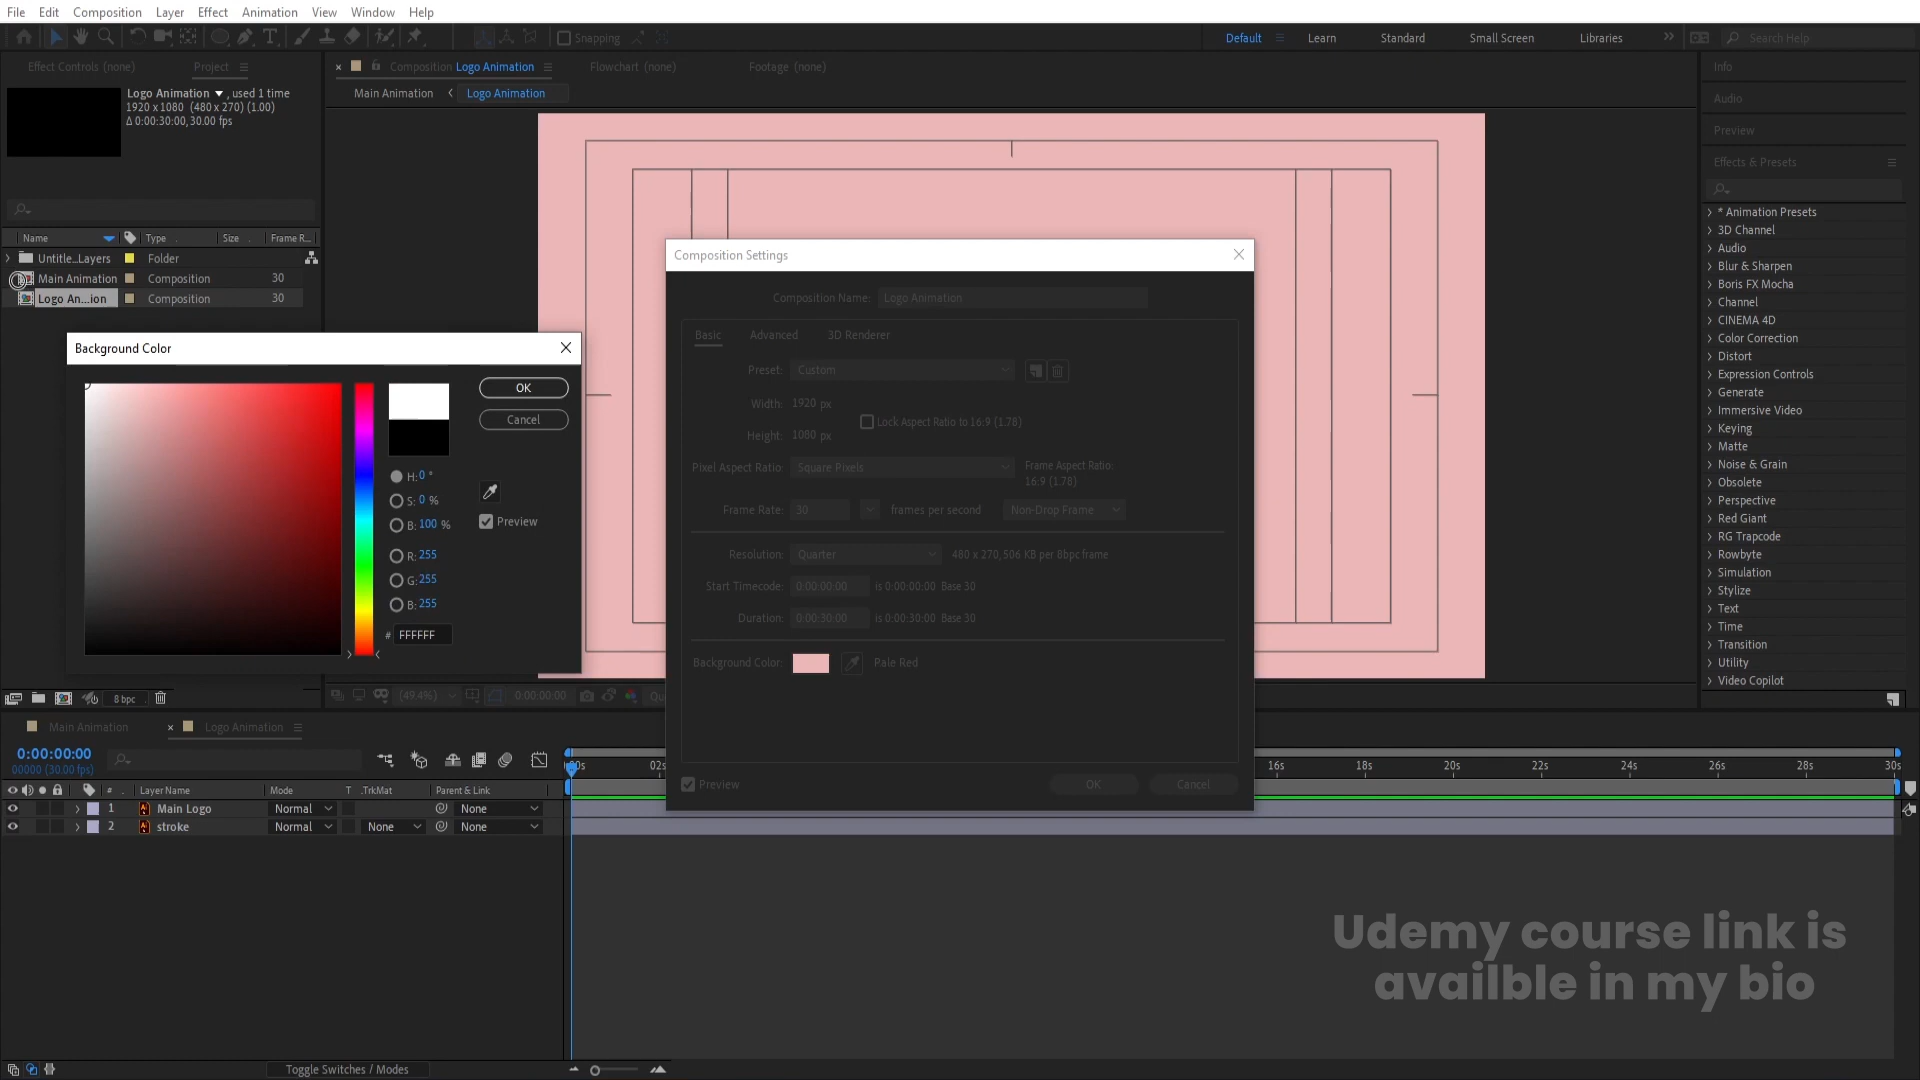 File Edit Composition Layer Effect Animation View Window Help
Snapping
Default Learn Standard Small Screen Libraries Search Help
Effect Controls (none) Project
Composition Logo Animation Flowchart (none) Footage (none)
Main Animation Logo Animation
Logo Animation , used 1 time
1920 x 1080 (480 x 270) (1.00)
Δ 0:00:30:00, 30.00 fps
Name Type Size Frame R...
Untitle...Layers Folder
Main Animation Composition 30
Logo An...ion Composition 30
Background Color
OK
Cancel
H: 0 °
S: 0 %
B: 100 %
Preview
R: 255
G: 255
B: 255
# FFFFFF
Composition Settings
Composition Name: Logo Animation
Basic Advanced 3D Renderer
Preset: Custom
Width: 1920 px
Lock Aspect Ratio to 16:9 (1.78)
Height: 1080 px
Pixel Aspect Ratio: Square Pixels
Frame Aspect Ratio:
16:9 (1.78)
Frame Rate: 30 frames per second Non-Drop Frame
Resolution: Quarter 480 x 270, 506 KB per 8bpc frame
Start Timecode: 0:00:00:00 is 0:00:00:00 Base 30
Duration: 0:00:30:00 is 0:00:30:00 Base 30
Background Color: Pale Red
Preview OK Cancel
Info
Audio
Preview
Effects & Presets
* Animation Presets
3D Channel
Audio
Blur & Sharpen
Boris FX Mocha
Channel
CINEMA 4D
Color Correction
Distort
Expression Controls
Generate
Immersive Video
Keying
Matte
Noise & Grain
Obsolete
Perspective
Red Giant
RG Trapcode
Rowbyte
Simulation
Stylize
Text
Time
Transition
Utility
Video Copilot
8 bpc
(49.4%) 0:00:00:00
Main Animation Logo Animation
0:00:00:00
00000 (30.00 fps)
02s 16s 18s 20s 22s 24s 26s 28s 30s
# Layer Name Mode T .TrkMat Parent & Link
1 Main Logo Normal None
2 stroke Normal None None
Udemy course link is
availble in my bio
Toggle Switches / Modes